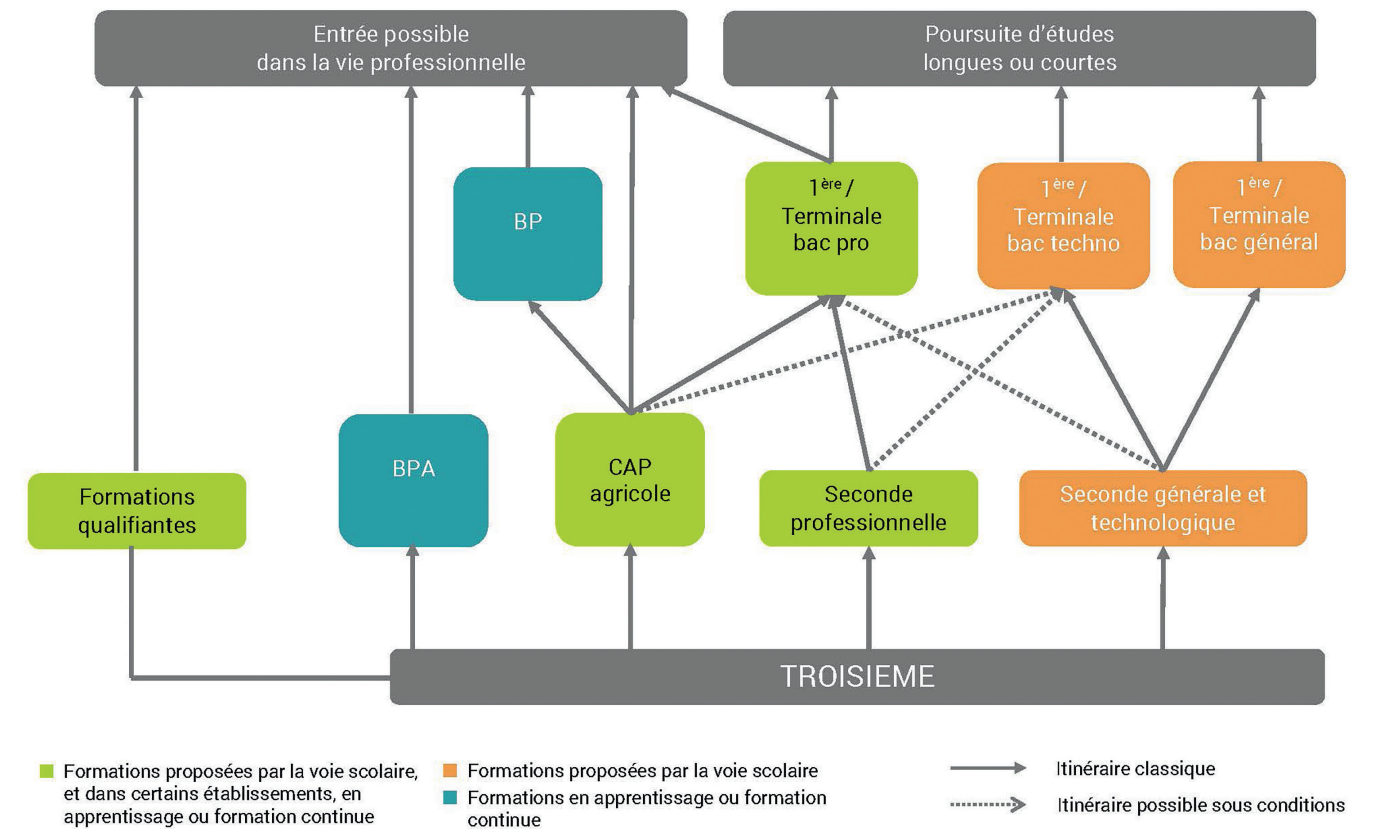 Entrée possible
dans la vie professionnelle
Poursuite d'études
longues ou courtes
BP
1ère /
Terminale
bac pro
1ère /
Terminale
bac techno
1ère /
Terminale
bac général
Formations
qualifiantes
BPA
CAP
agricole
Seconde
professionnelle
Seconde générale et
technologique
TROISIEME
Formations proposées par la voie scolaire,
et dans certains établissements, en
apprentissage ou formation continue
Formations proposées par la voie scolaire
Formations en apprentissage ou formation
continue
Itinéraire classique
Itinéraire possible sous conditions